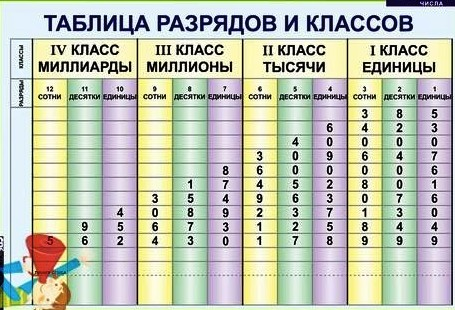 ЧИСЛА
ТАБЛИЦА РАЗРЯДОВ И КЛАССОВ
КЛАССЫ
IV КЛАСС МИЛЛИАРДЫ
III КЛАСС МИЛЛИОНЫ
II КЛАСС ТЫСЯЧИ
I КЛАСС ЕДИНИЦЫ
РАЗРЯДЫ
12 11 10 9 8 7 6 5 4 3 2 1
СОТНИ ДЕСЯТКИ ЕДИНИЦЫ СОТНИ ДЕСЯТКИ ЕДИНИЦЫ СОТНИ ДЕСЯТКИ ЕДИНИЦЫ СОТНИ ДЕСЯТКИ ЕДИНИЦЫ
3 8 5
6 4 2 3
4 0 0 0 0
3 0 9 6 4 7
8 0 0 0 0 0 6
1 7 4 5 2 8 0 1
3 5 4 9 6 3 0 7 6
4 0 8 9 2 3 7 1 3 0
9 5 6 7 3 1 2 5 8 4 4
5 6 2 4 3 0 1 7 8 9 9 9